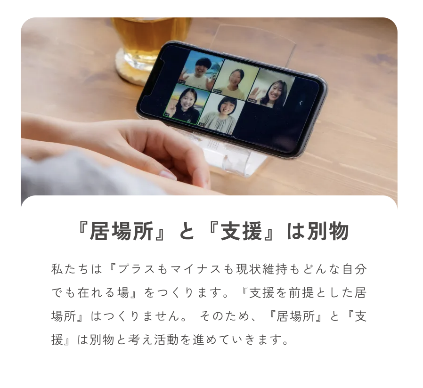 『居場所』と『支援』は別物
私たちは『プラスもマイナスも現状維持もどんな自分
でも在れる場』をつくります。『支援を前提とした居
場所』はつくりません。 そのため、『居場所』と『支
援』は別物と考え活動を進めていきます。